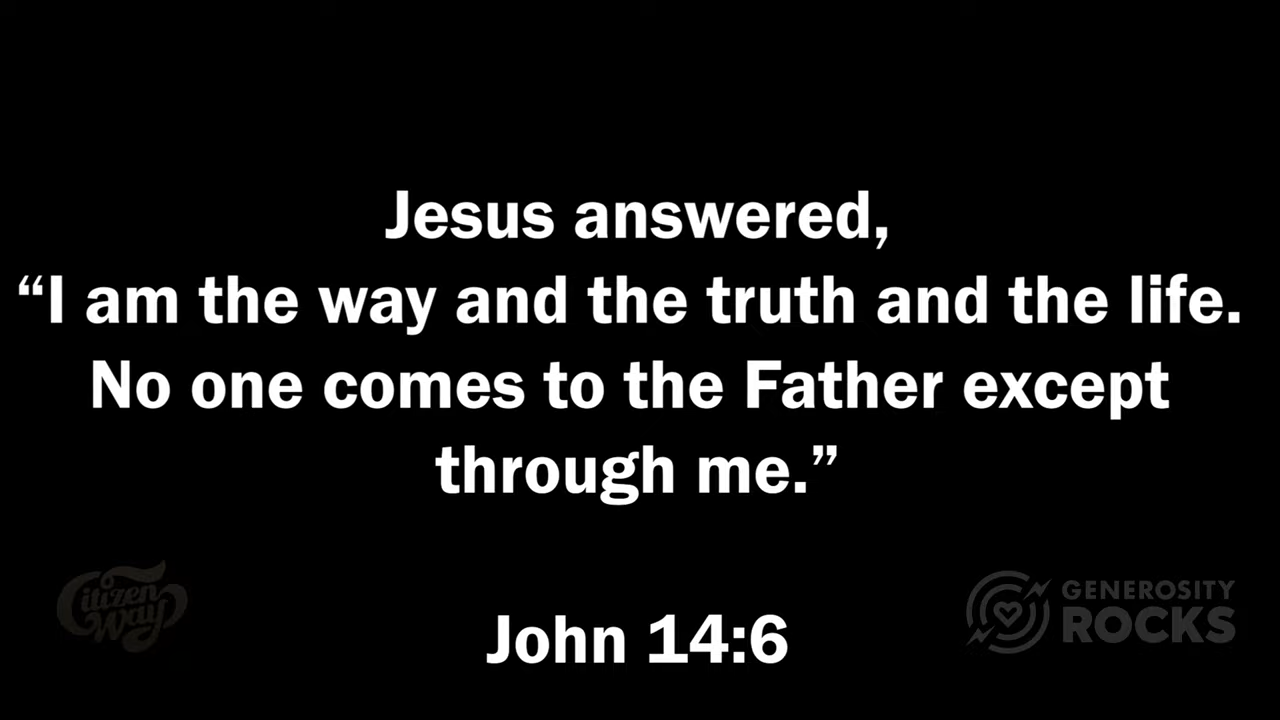 Jesus answered,
“I am the way and the truth and the life.
No one comes to the Father except
through me.”
John 14:6
Citizen
Way
GENEROSITY
ROCKS